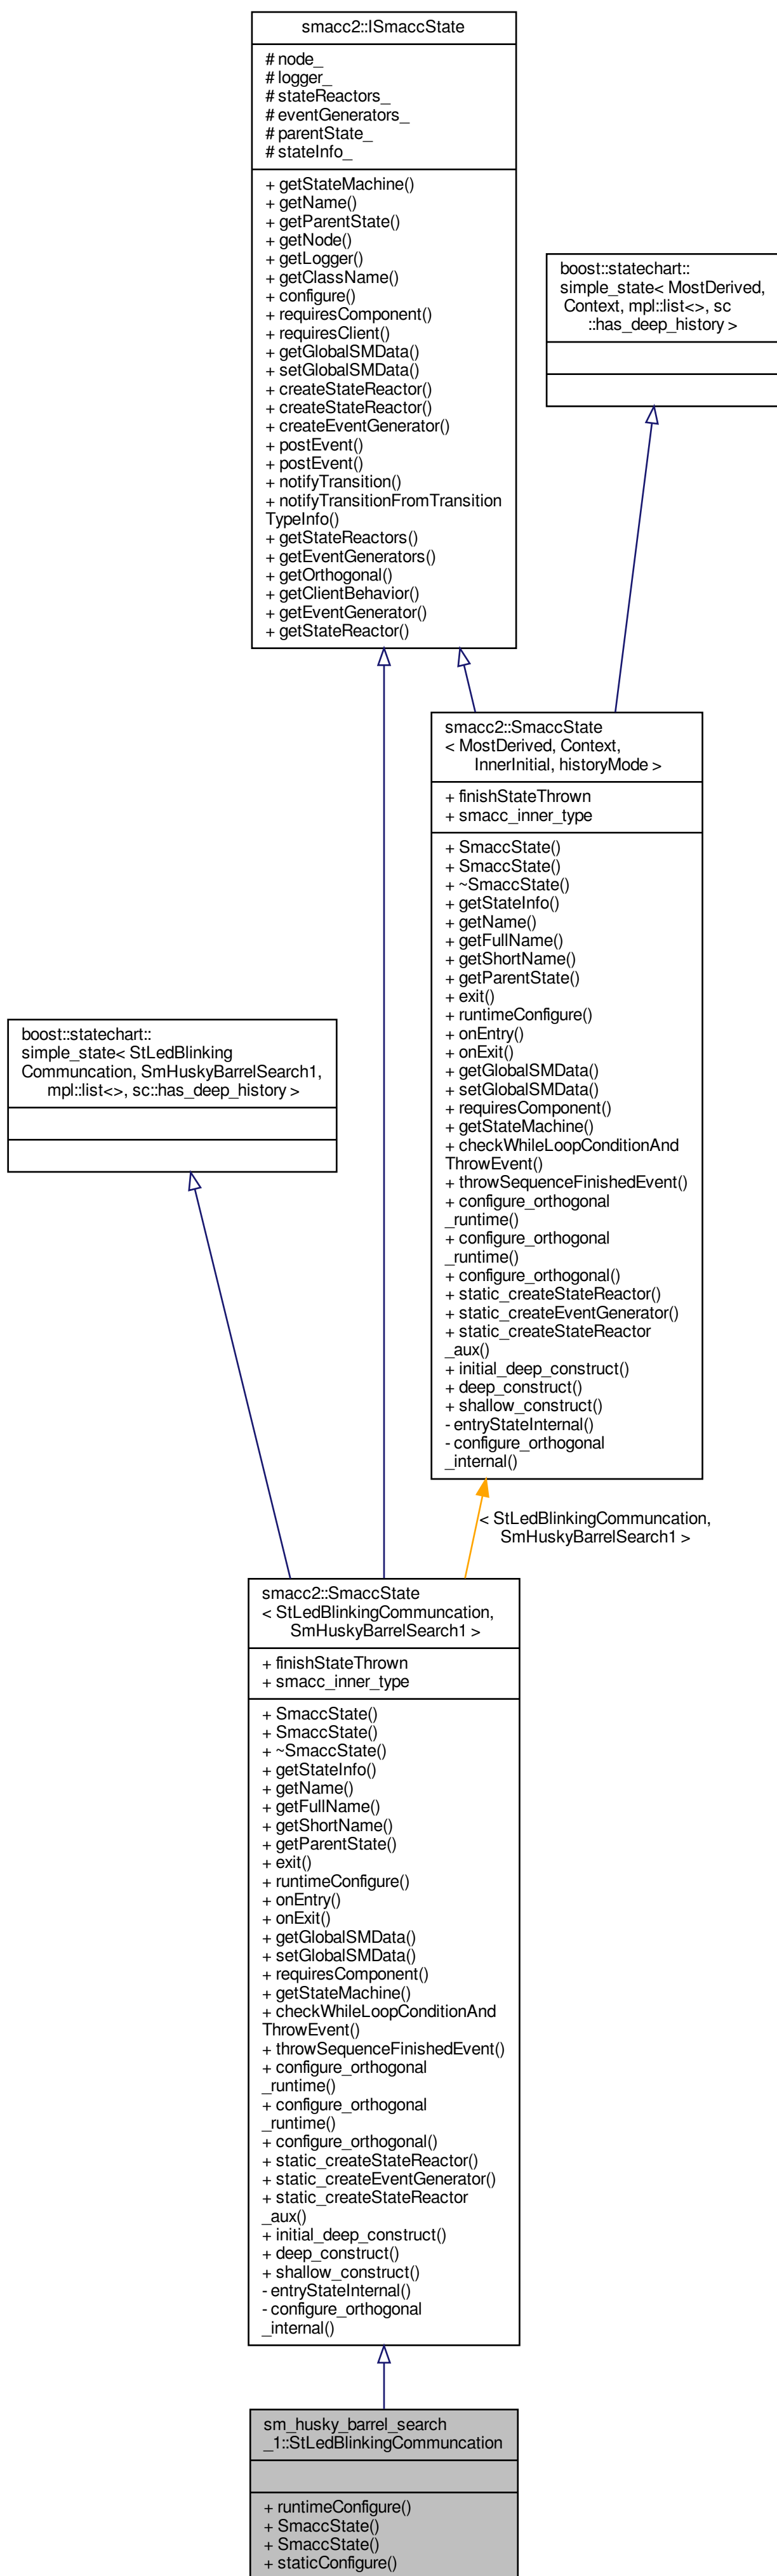 smacc2::ISmaccState
# node_
# logger_
# stateReactors_
# eventGenerators_
# parentState_
# stateInfo_
+ getStateMachine()
+ getName()
+ getParentState()
+ getNode()
+ getLogger()
+ getClassName()
+ configure()
+ requiresComponent()
+ requiresClient()
+ getGlobalSMData()
+ setGlobalSMData()
+ createStateReactor()
+ createStateReactor()
+ createEventGenerator()
+ postEvent()
+ postEvent()
+ notifyTransition()
+ notifyTransitionFromTransition
TypeInfo()
+ getStateReactors()
+ getEventGenerators()
+ getOrthogonal()
+ getClientBehavior()
+ getEventGenerator()
+ getStateReactor()
boost::statechart::
simple_state< MostDerived,
Context, mpl::list<>, sc
::has_deep_history >
smacc2::SmaccState
< MostDerived, Context,
InnerInitial, historyMode >
+ finishStateThrown
+ smacc_inner_type
+ SmaccState()
+ SmaccState()
+ ~SmaccState()
+ getStateInfo()
+ getName()
+ getFullName()
+ getShortName()
+ getParentState()
+ exit()
+ runtimeConfigure()
+ onEntry()
+ onExit()
+ getGlobalSMData()
+ setGlobalSMData()
+ requiresComponent()
+ getStateMachine()
+ checkWhileLoopConditionAnd
ThrowEvent()
+ throwSequenceFinishedEvent()
+ configure_orthogonal
_runtime()
+ configure_orthogonal
_runtime()
+ configure_orthogonal()
+ static_createStateReactor()
+ static_createEventGenerator()
+ static_createStateReactor
_aux()
+ initial_deep_construct()
+ deep_construct()
+ shallow_construct()
- entryStateInternal()
- configure_orthogonal
_internal()
boost::statechart::
simple_state< StLedBlinking
Communcation, SmHuskyBarrelSearch1,
mpl::list<>, sc::has_deep_history >
< StLedBlinkingCommuncation,
SmHuskyBarrelSearch1 >
smacc2::SmaccState
< StLedBlinkingCommuncation,
SmHuskyBarrelSearch1 >
+ finishStateThrown
+ smacc_inner_type
+ SmaccState()
+ SmaccState()
+ ~SmaccState()
+ getStateInfo()
+ getName()
+ getFullName()
+ getShortName()
+ getParentState()
+ exit()
+ runtimeConfigure()
+ onEntry()
+ onExit()
+ getGlobalSMData()
+ setGlobalSMData()
+ requiresComponent()
+ getStateMachine()
+ checkWhileLoopConditionAnd
ThrowEvent()
+ throwSequenceFinishedEvent()
+ configure_orthogonal
_runtime()
+ configure_orthogonal
_runtime()
+ configure_orthogonal()
+ static_createStateReactor()
+ static_createEventGenerator()
+ static_createStateReactor
_aux()
+ initial_deep_construct()
+ deep_construct()
+ shallow_construct()
- entryStateInternal()
- configure_orthogonal
_internal()
sm_husky_barrel_search
_1::StLedBlinkingCommuncation
+ runtimeConfigure()
+ SmaccState()
+ SmaccState()
+ staticConfigure()